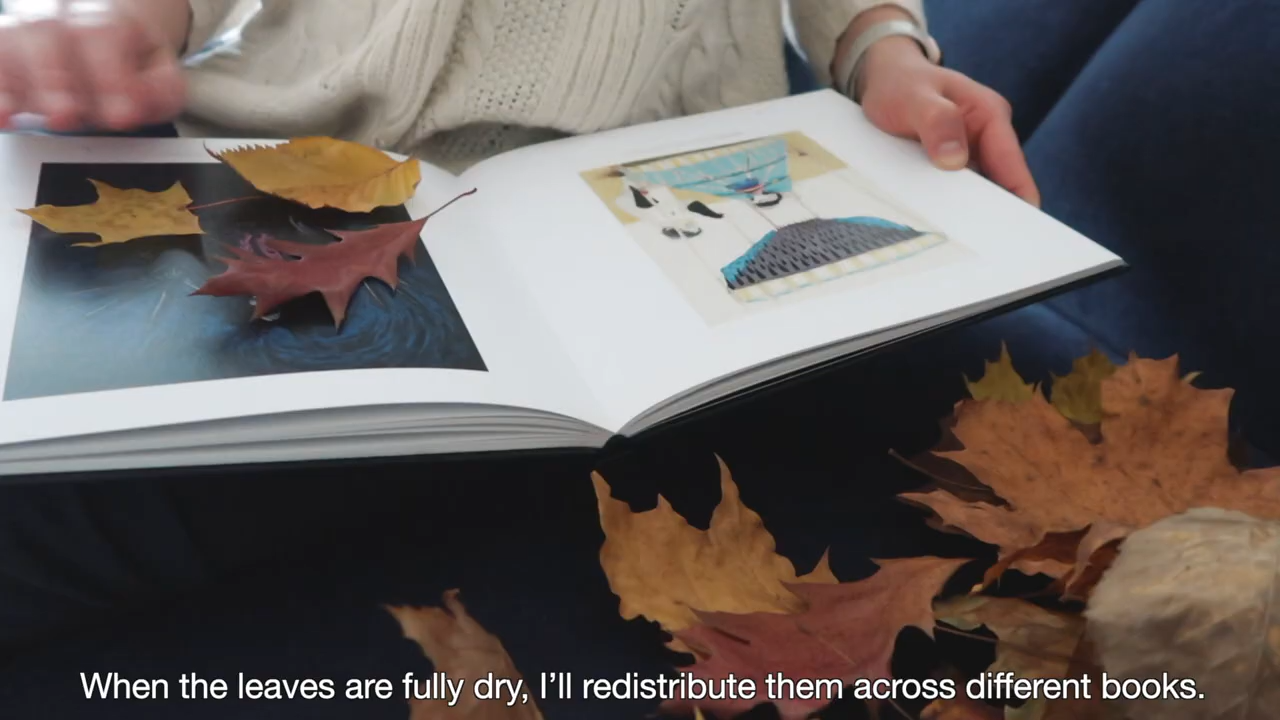 When the leaves are fully dry, I'll redistribute them across different books.